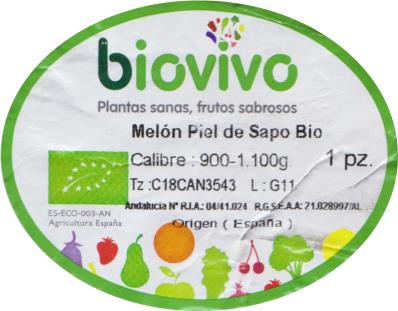 biovivo
Plantas sanas, frutos sabrosos
Melón Piel de Sapo Bio
Calibre : 900-1.100g. 1 pz.
Tz :C18CAN3543 L : G11
Andalucia Nº R.I.A.: 04/41.024 R.G.S.E.A.A: 21.028997/AL
Origen ( España )
ES-ECO-003-AN
Agricultura España